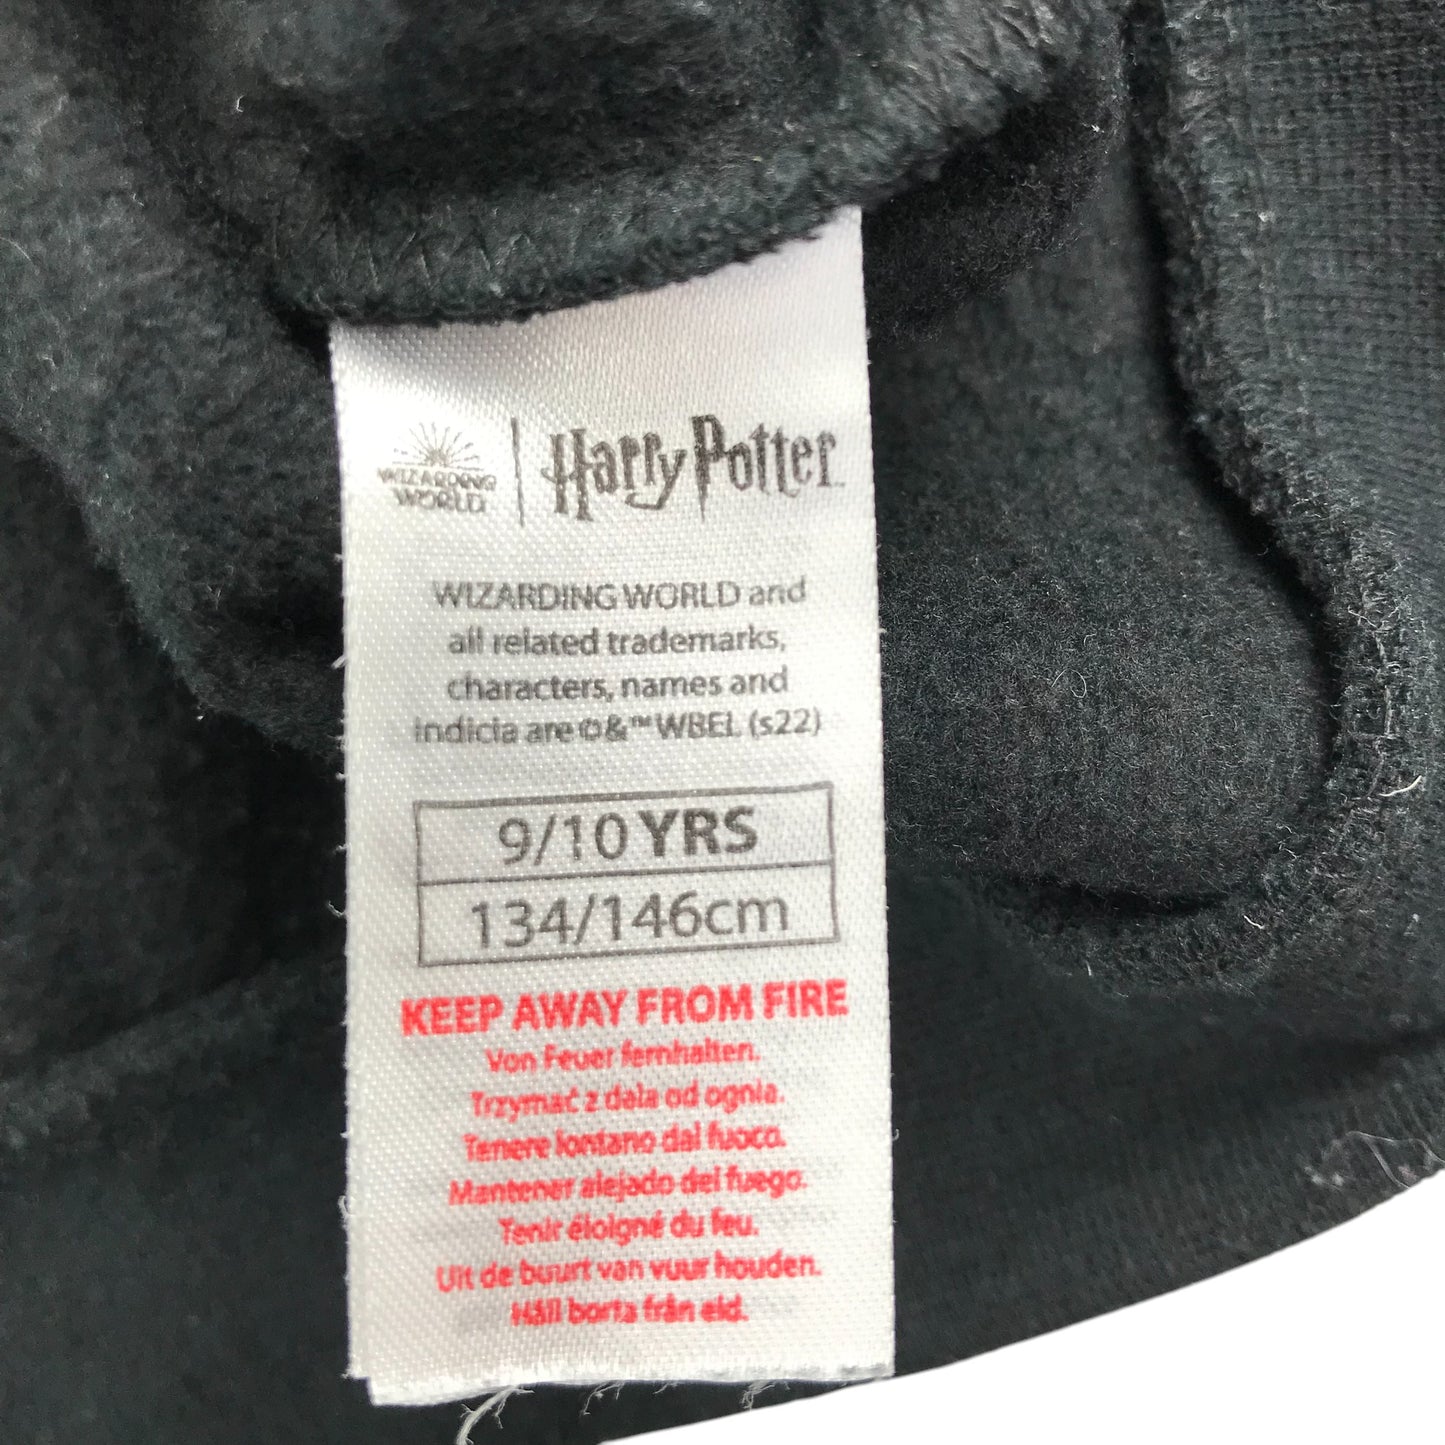 WIZARDING
WORLD
Harry Potter
WIZARDING WORLD and
all related trademarks,
characters, names and
indicia are ©&™ WBEI. (s22)
9/10 YRS
134/146cm
KEEP AWAY FROM FIRE
Von Feuer fernhalten.
Trzymać z dala od ognia.
Tenere lontano dal fuoco.
Mantener alejado del fuego.
Tenir éloigné du feu.
Uit de buurt van vuur houden.
Håll borta från eld.